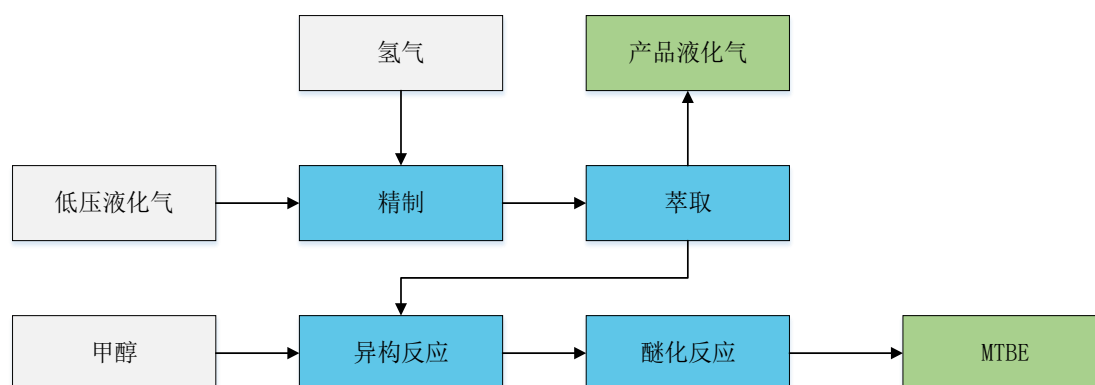 氢气
产品液化气
低压液化气
精制
萃取
甲醇
异构反应
醚化反应
MTBE